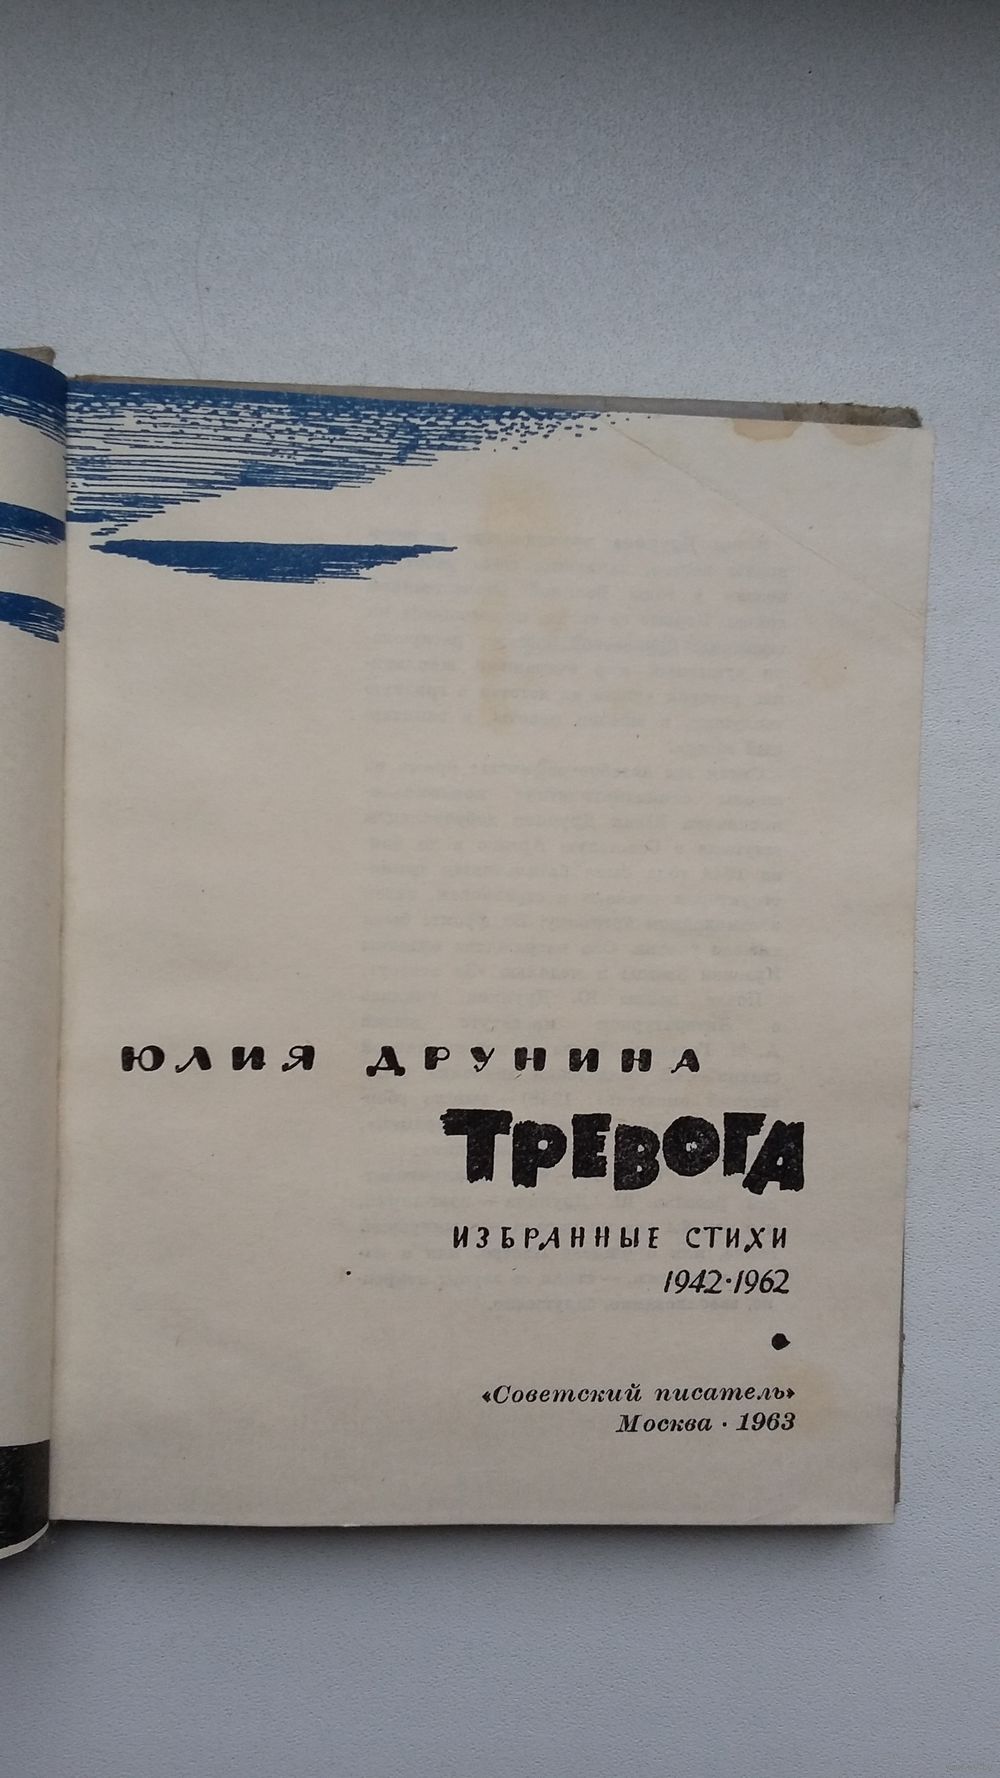 ЮЛИЯ ДРУНИНА
ТРЕВОГА
ИЗБРАННЫЕ СТИХИ
1942·1962
«Советский писатель»
Москва · 1963